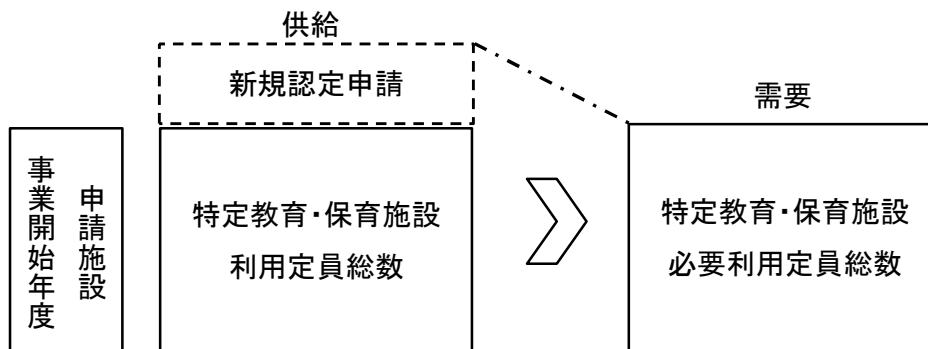 供給
新規認定申請
需要
申請施設
事業開始年度
特定教育・保育施設
利用定員総数
特定教育・保育施設
必要利用定員総数